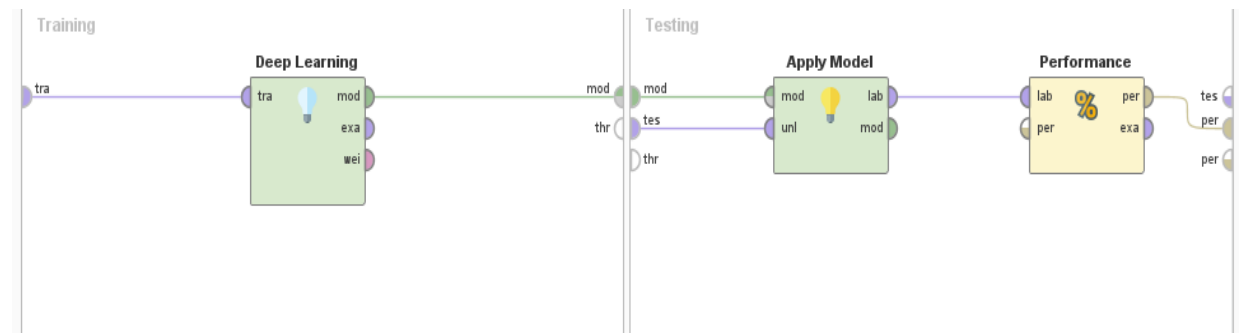 Training
Testing
Deep Learning
Apply Model
Performance
tra
tra
mod
exa
wei
mod
thr
mod
tes
thr
mod
unl
lab
mod
lab
per
per
exa
tes
per
per